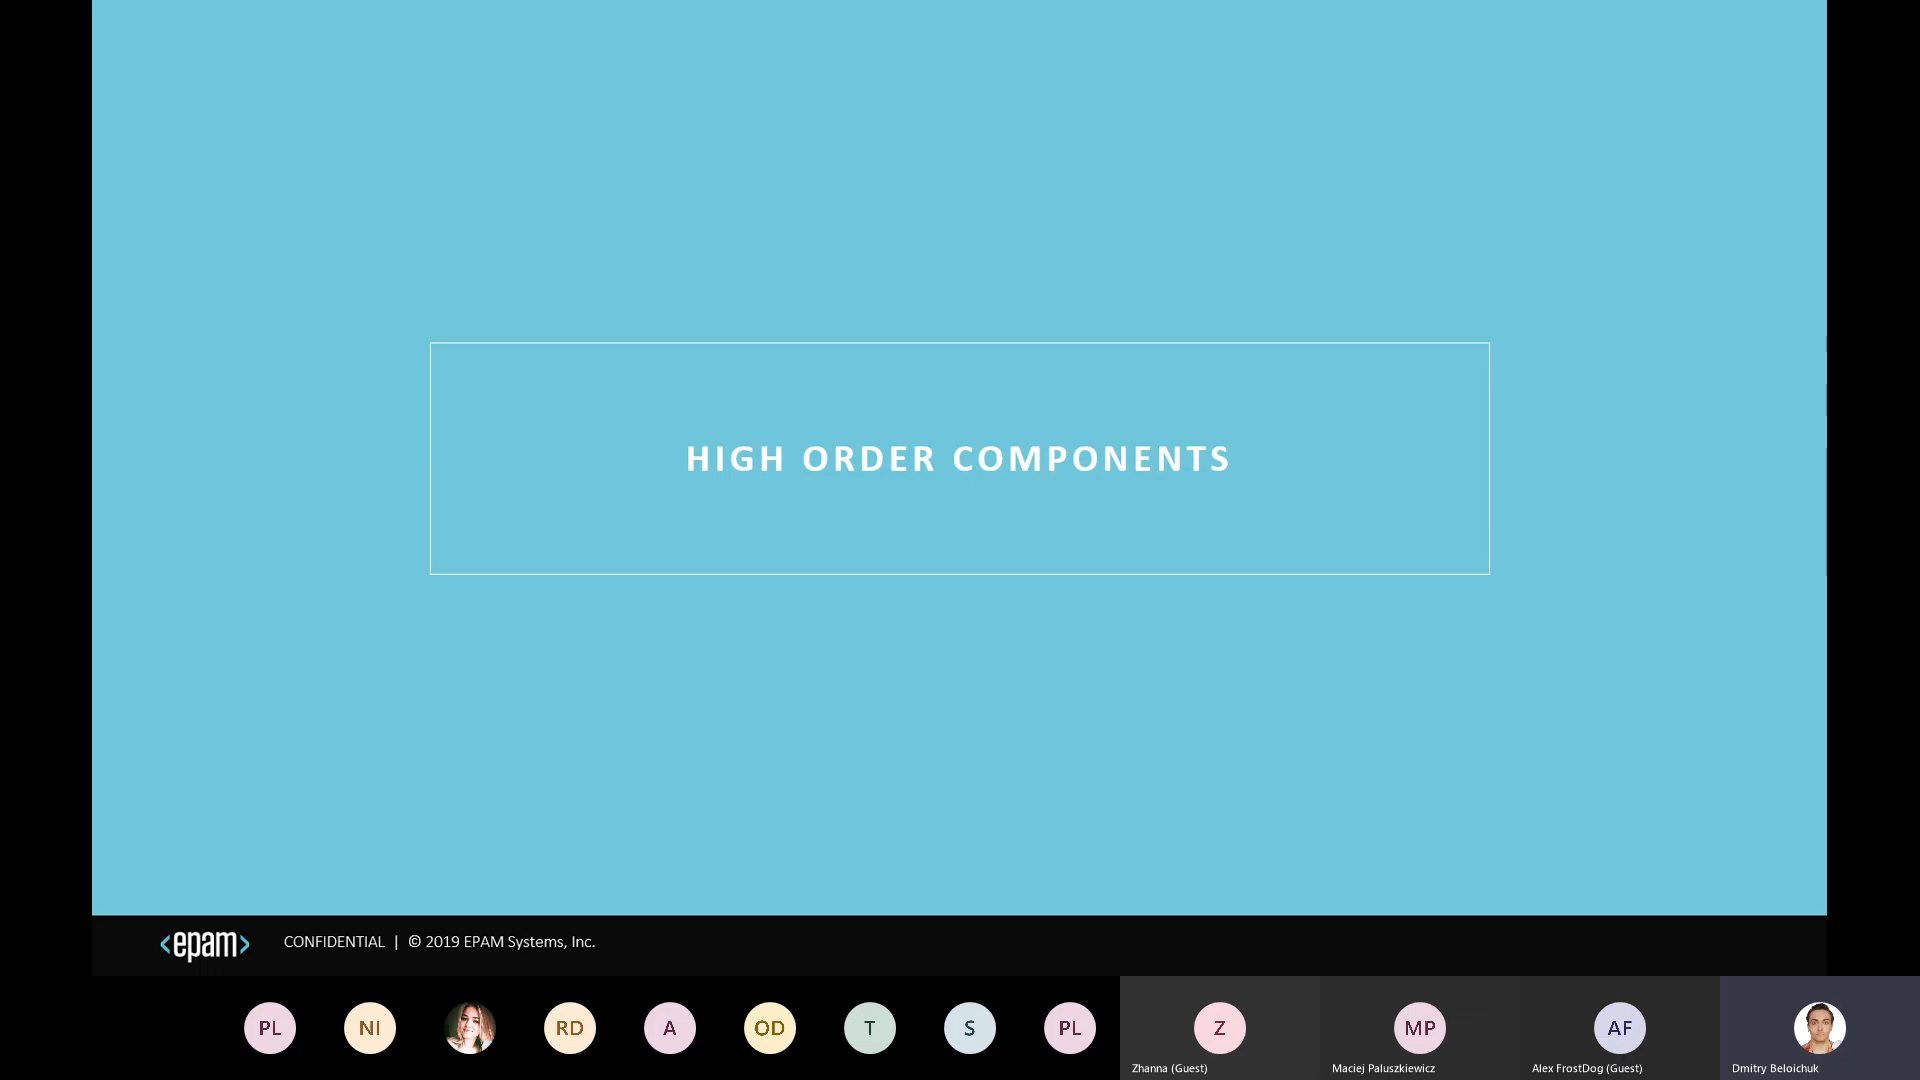 HIGH ORDER COMPONENTS
<epam> CONFIDENTIAL | © 2019 EPAM Systems, Inc.
PL NI RD A OD T S PL Z MP AF
Zhanna (Guest) Maciej Paluszkiewicz Alex FrostDog (Guest) Dmitry Beloichuk